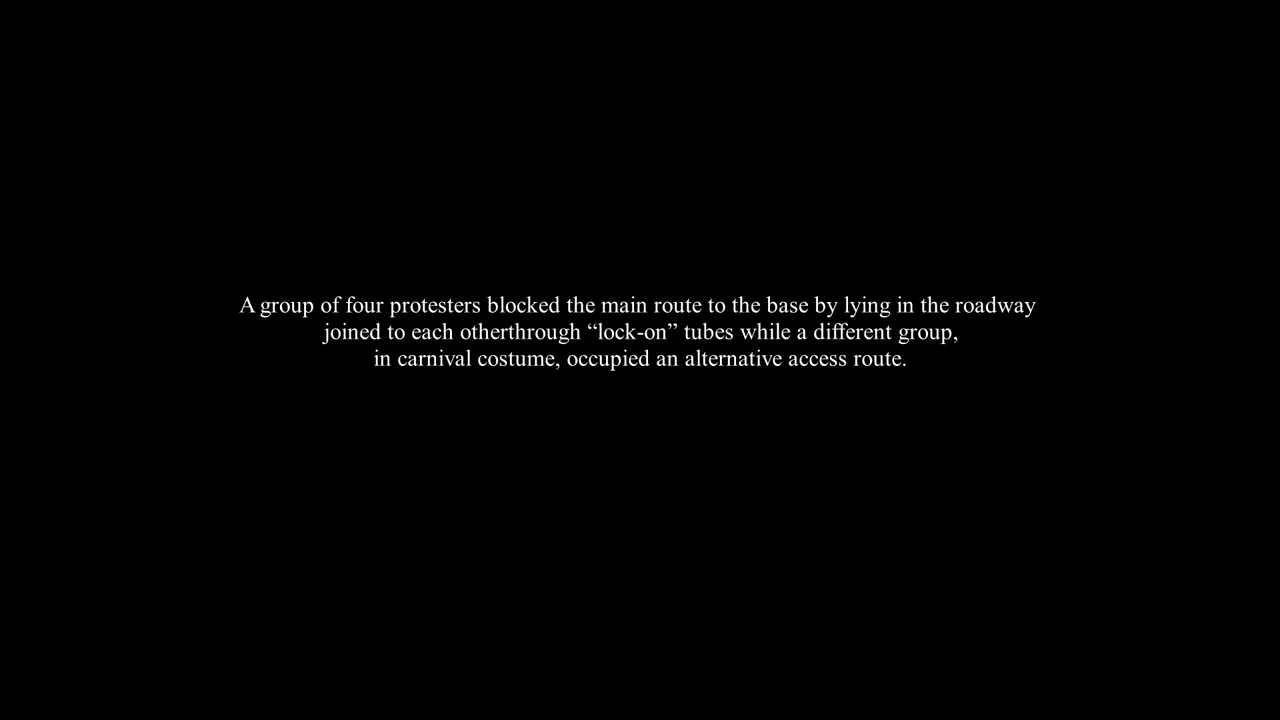 A group of four protesters blocked the main route to the base by lying in the roadway
joined to each otherthrough “lock-on” tubes while a different group,
in carnival costume, occupied an alternative access route.